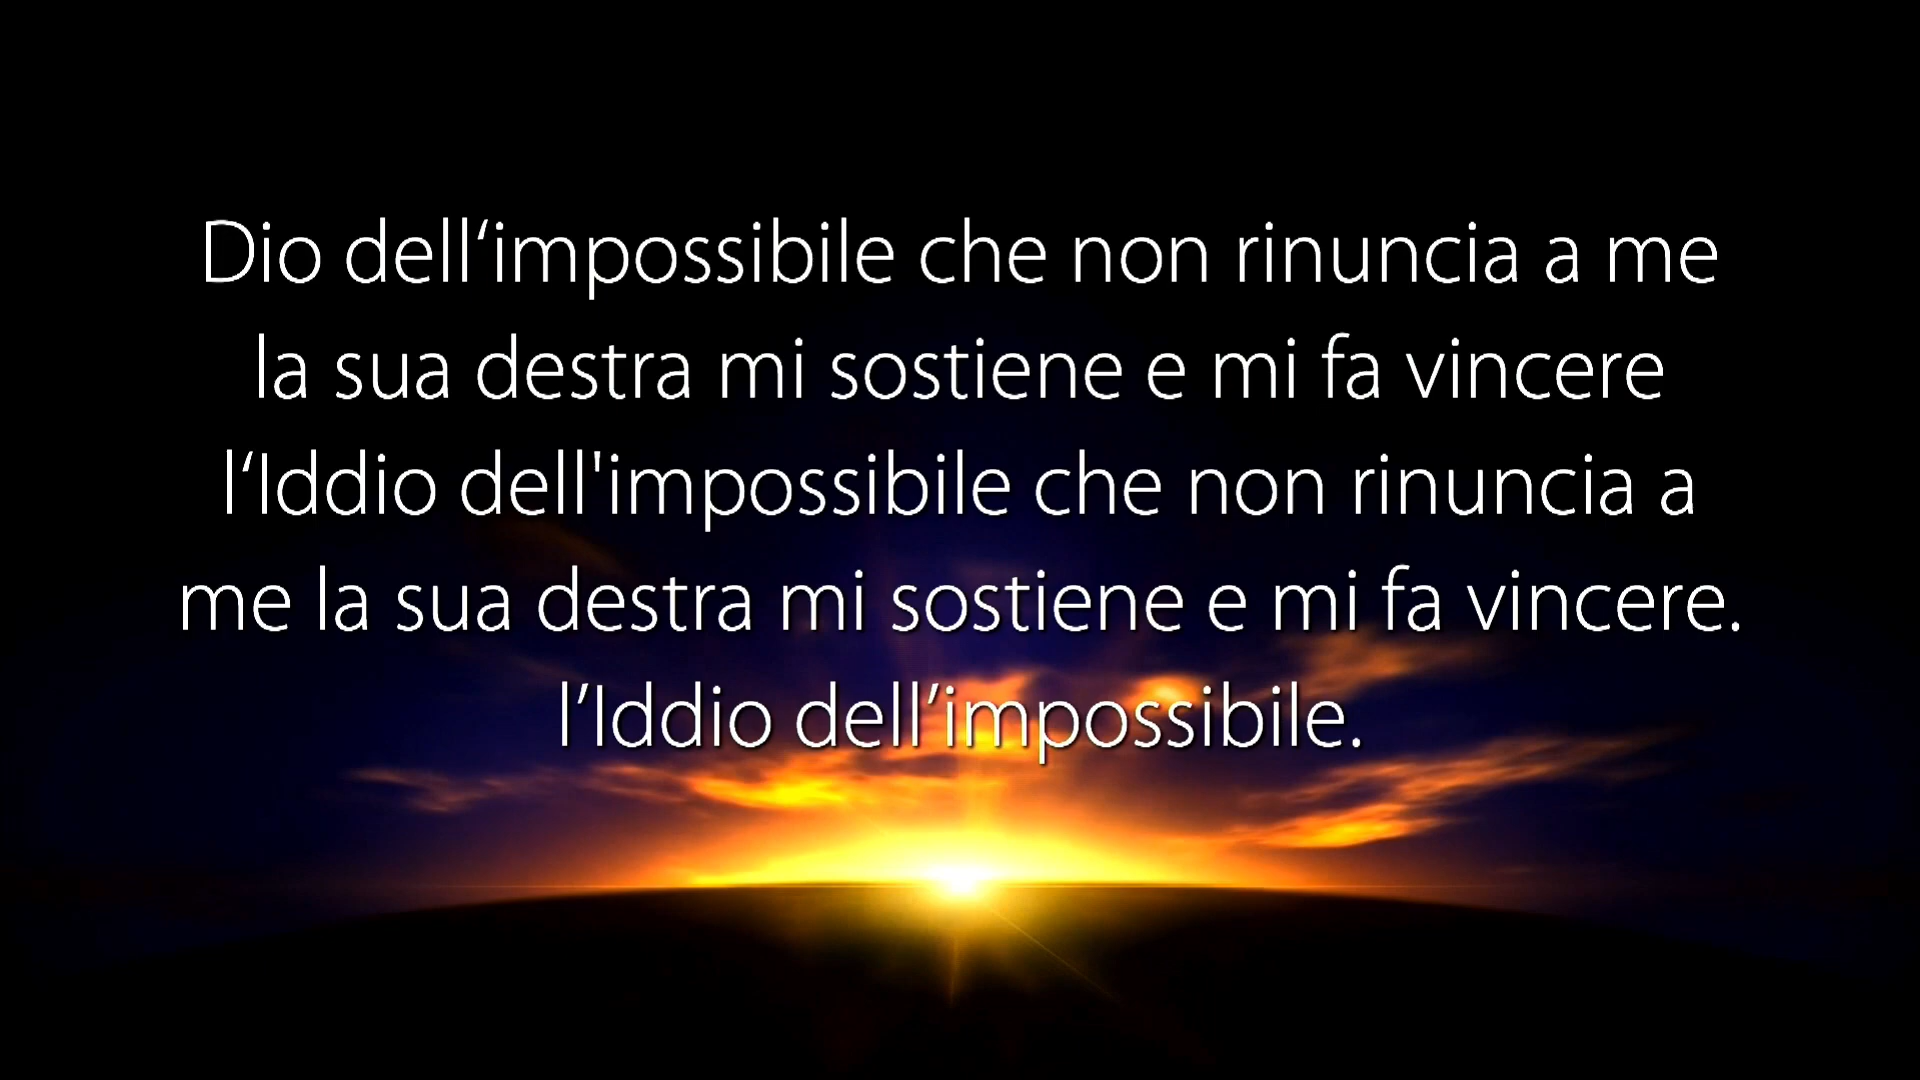 Dio dell‘impossibile che non rinuncia a me
la sua destra mi sostiene e mi fa vincere
l‘Iddio dell'impossibile che non rinuncia a
me la sua destra mi sostiene e mi fa vincere.
l’Iddio dell’impossibile.